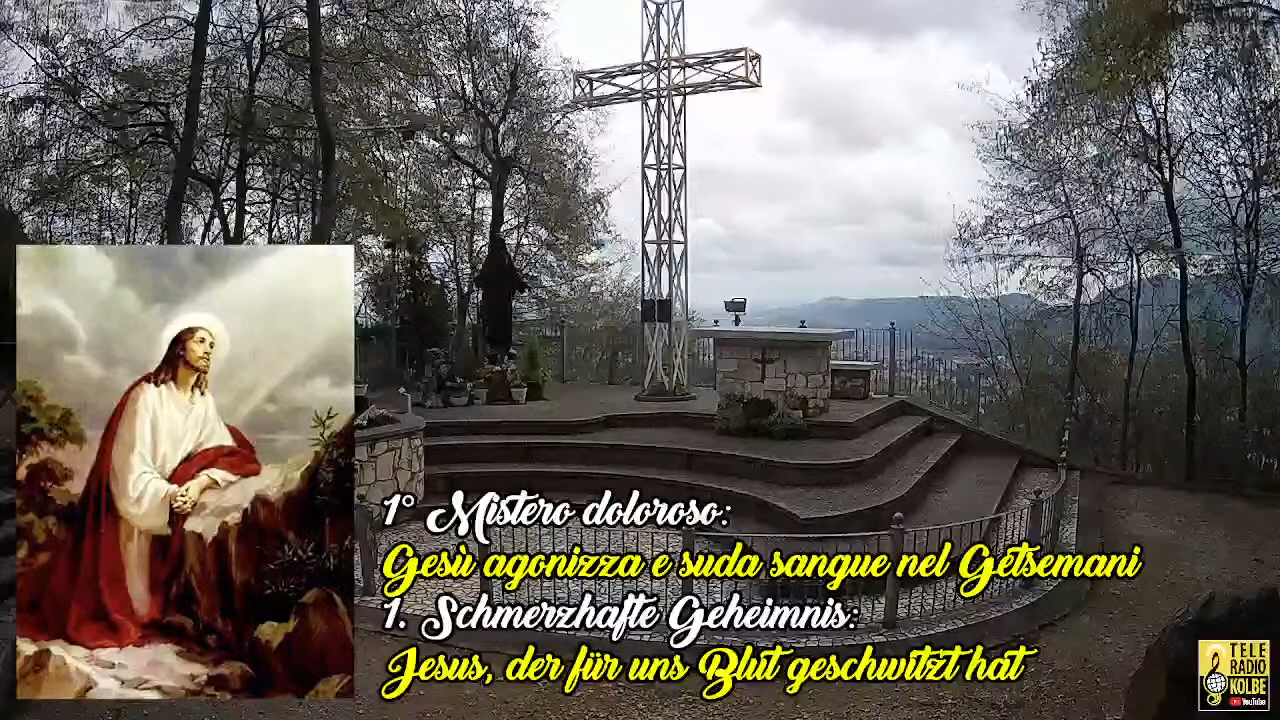 1° Mistero doloroso:
Gesù agonizza e suda sangue nel Getsemani
1. Schmerzhafte Geheimnis:
Jesus, der für uns Blut geschwitzt hat
TELE
RADIO
KOLBE
YouTube